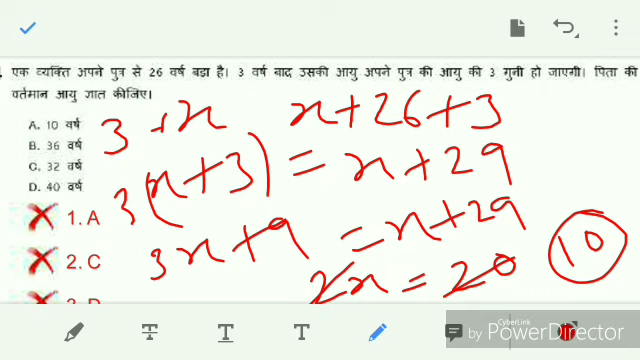 एक व्यक्ति अपने पुत्र से 26 वर्ष बडा है। 3 वर्ष बाद उसकी आयु अपने पुत्र की आयु की 3 गुनी हो जाएगी। पिता की
वर्तमान आयु ज्ञात कीजिए।
A. 10 वर्ष
B. 36 वर्ष
C. 32 वर्ष
D. 40 वर्ष
3+x x+26+3
3(x+3) = x+29
3x+9 = x+29
2x = 20
10
1.A
2.C
T T T
CyberLink
by PowerDirector